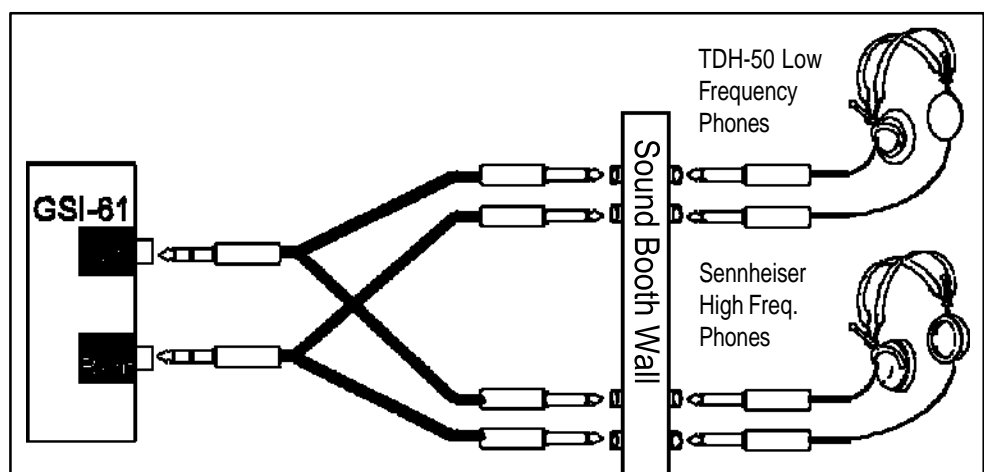 TDH-50 Low
Frequency
Phones
GSI-61
Sound Booth Wall
Sennheiser
High Freq.
Phones